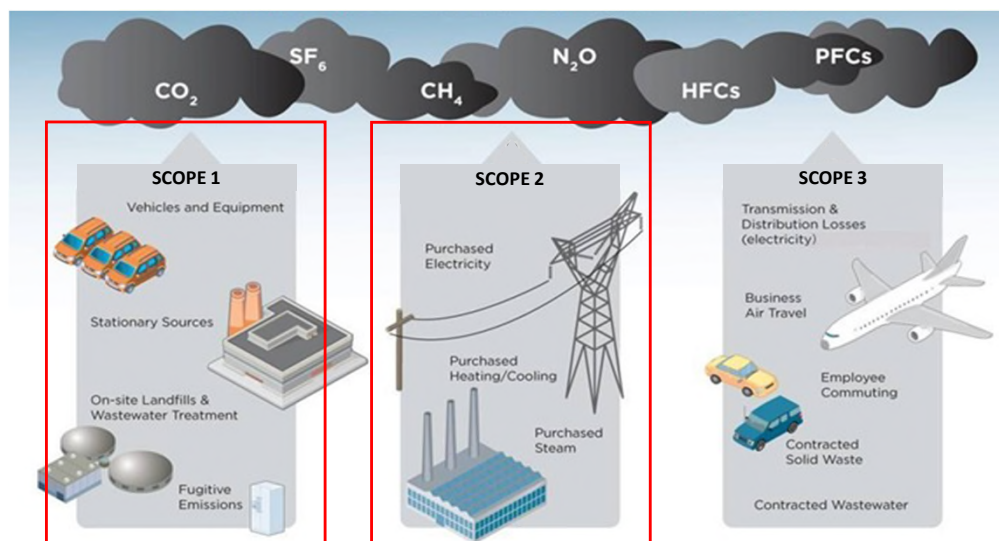 SF₆
N₂O
PFCs
CO₂
CH₄
HFCs
SCOPE 1
Vehicles and Equipment
Stationary Sources
On-site Landfills &
Wastewater Treatment
Fugitive
Emissions
SCOPE 2
Purchased
Electricity
Purchased
Heating/Cooling
Purchased
Steam
SCOPE 3
Transmission &
Distribution Losses
(electricity)
Business
Air Travel
Employee
Commuting
Contracted
Solid Waste
Contracted Wastewater